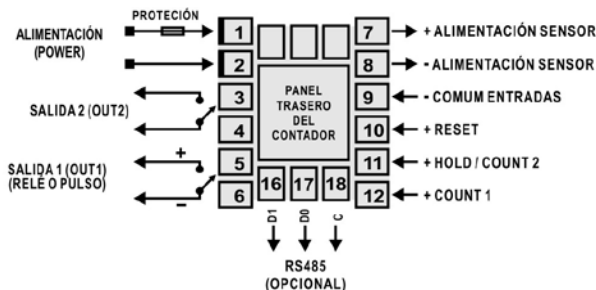 PROTECIÓN
ALIMENTACIÓN
(POWER)
SALIDA 2 (OUT2)
SALIDA 1 (OUT1)
(RELÉ O PULSO)
+
–
1
2
3
4
5
6
PANEL
TRASERO
DEL
CONTADOR
16 17 18
D1 D0 C
RS485
(OPCIONAL)
7 + ALIMENTACIÓN SENSOR
8 - ALIMENTACIÓN SENSOR
9 - COMUM ENTRADAS
10 + RESET
11 + HOLD / COUNT 2
12 + COUNT 1